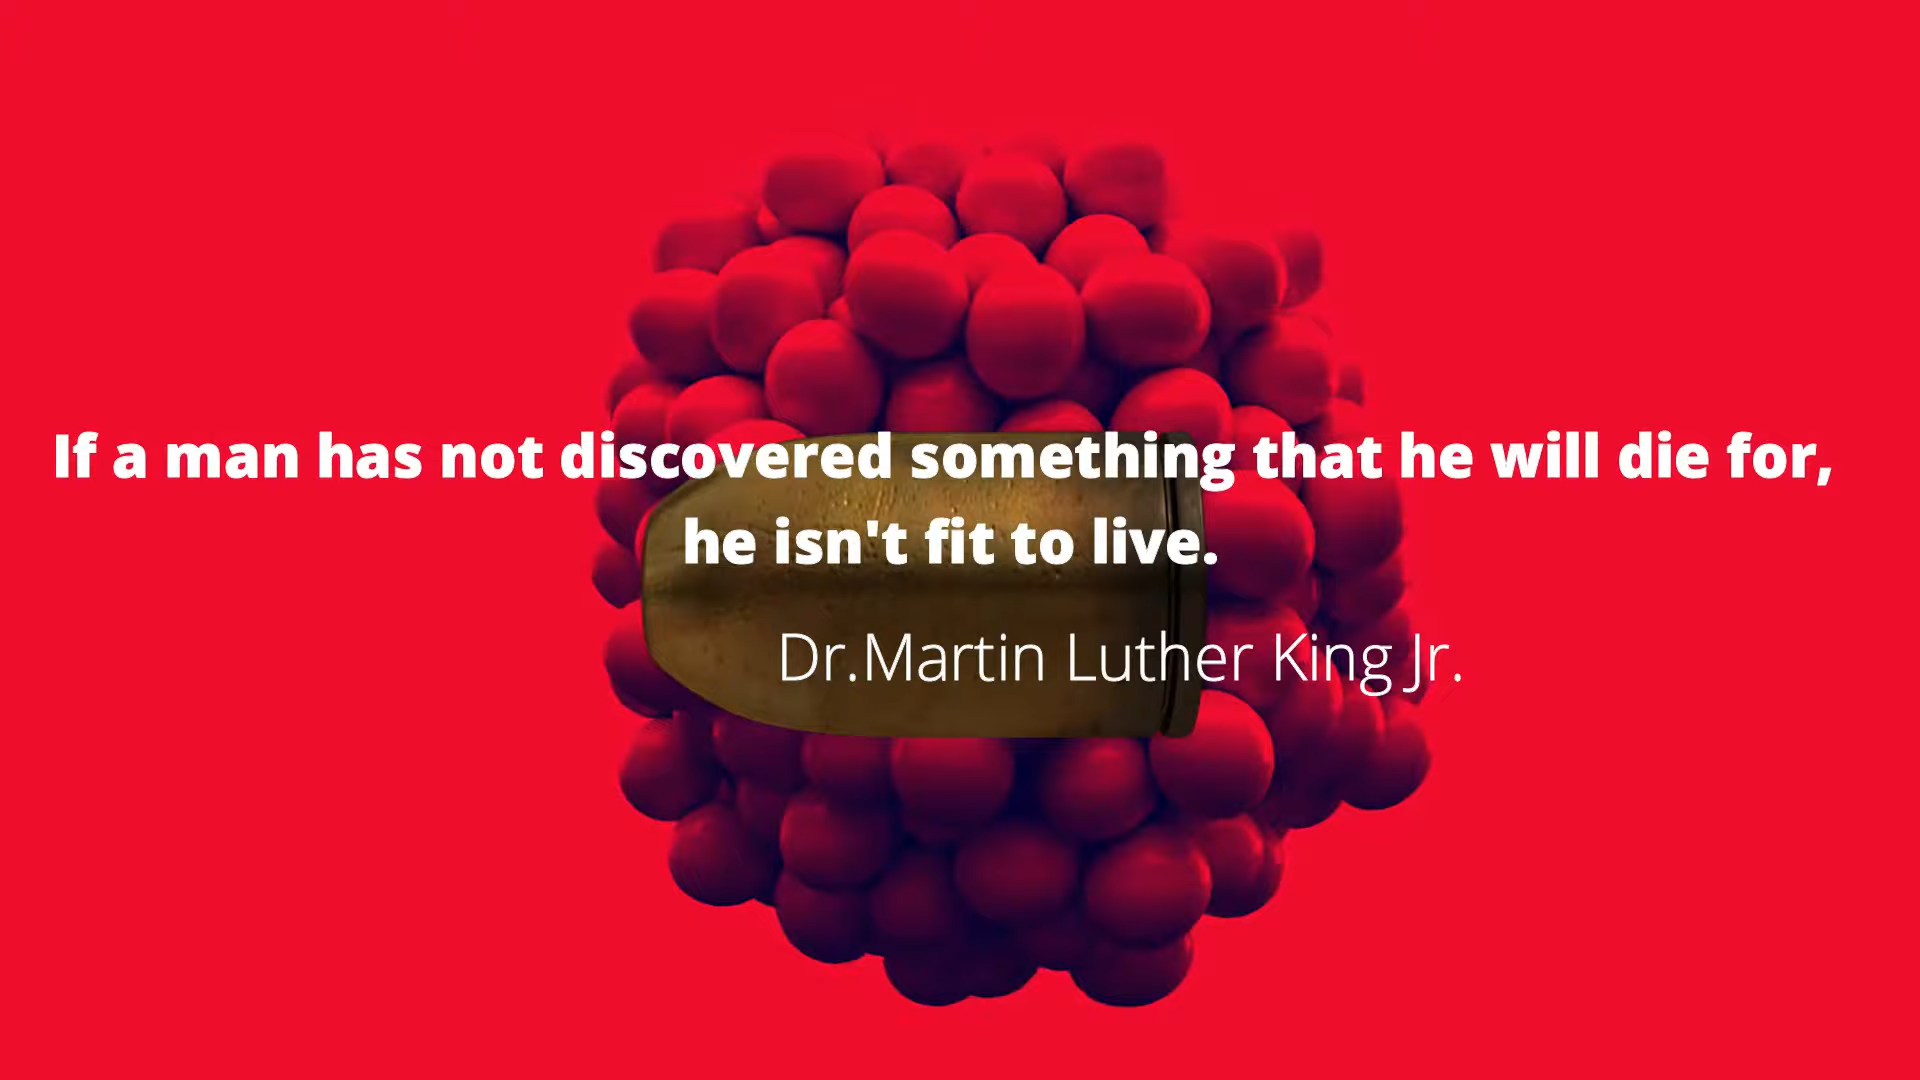 If a man has not discovered something that he will die for,
he isn't fit to live.
Dr.Martin Luther King Jr.